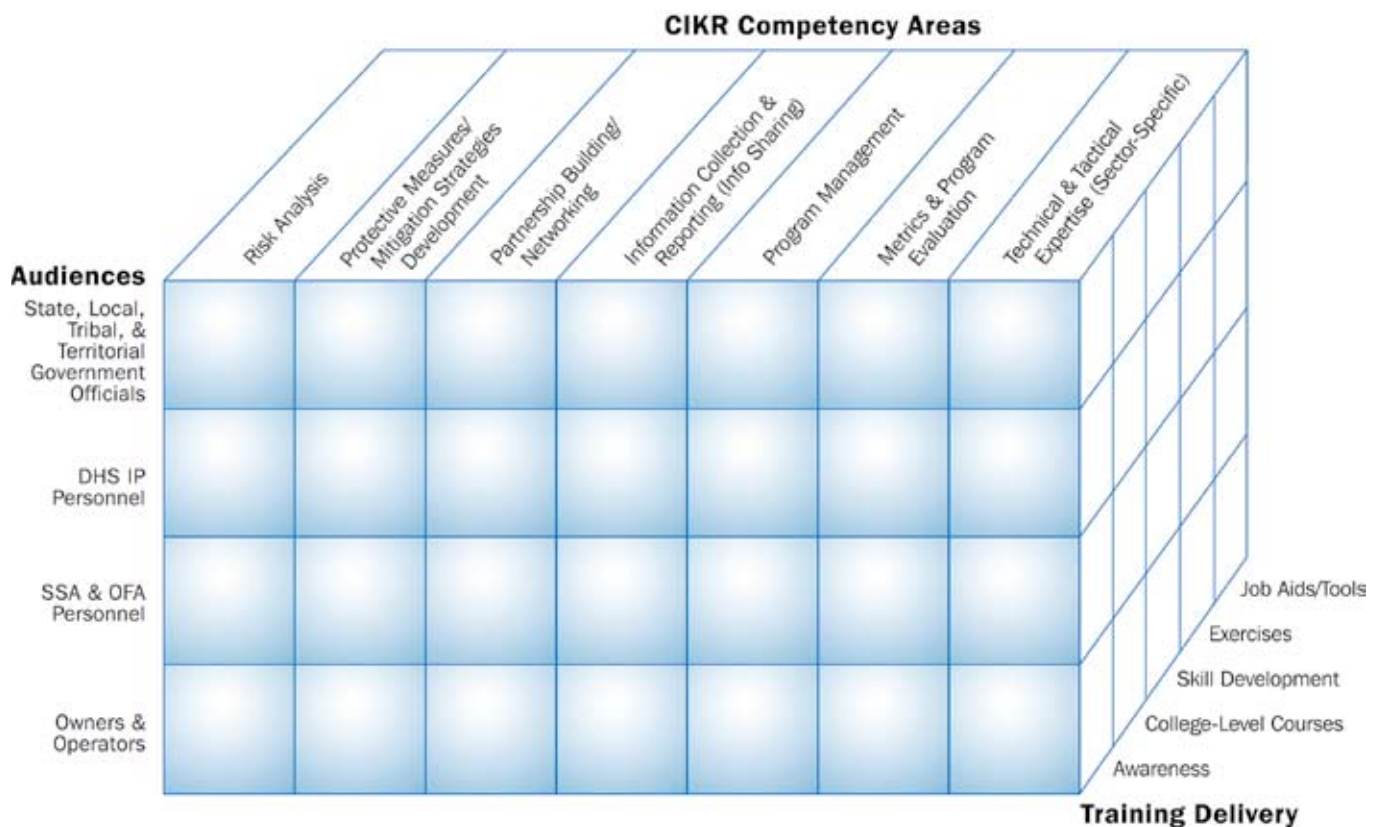 CIKR Competency Areas
Risk Analysis
Protective Measures/
Mitigation Strategies
Development
Partnership Building/
Networking
Information Collection &
Reporting (Info Sharing)
Program Management
Metrics & Program
Evaluation
Technical & Tactical
Expertise (Sector-Specific)
Audiences
State, Local,
Tribal, &
Territorial
Government
Officials
DHS IP
Personnel
SSA & OFA
Personnel
Owners &
Operators
Job Aids/Tools
Exercises
Skill Development
College-Level Courses
Awareness
Training Delivery